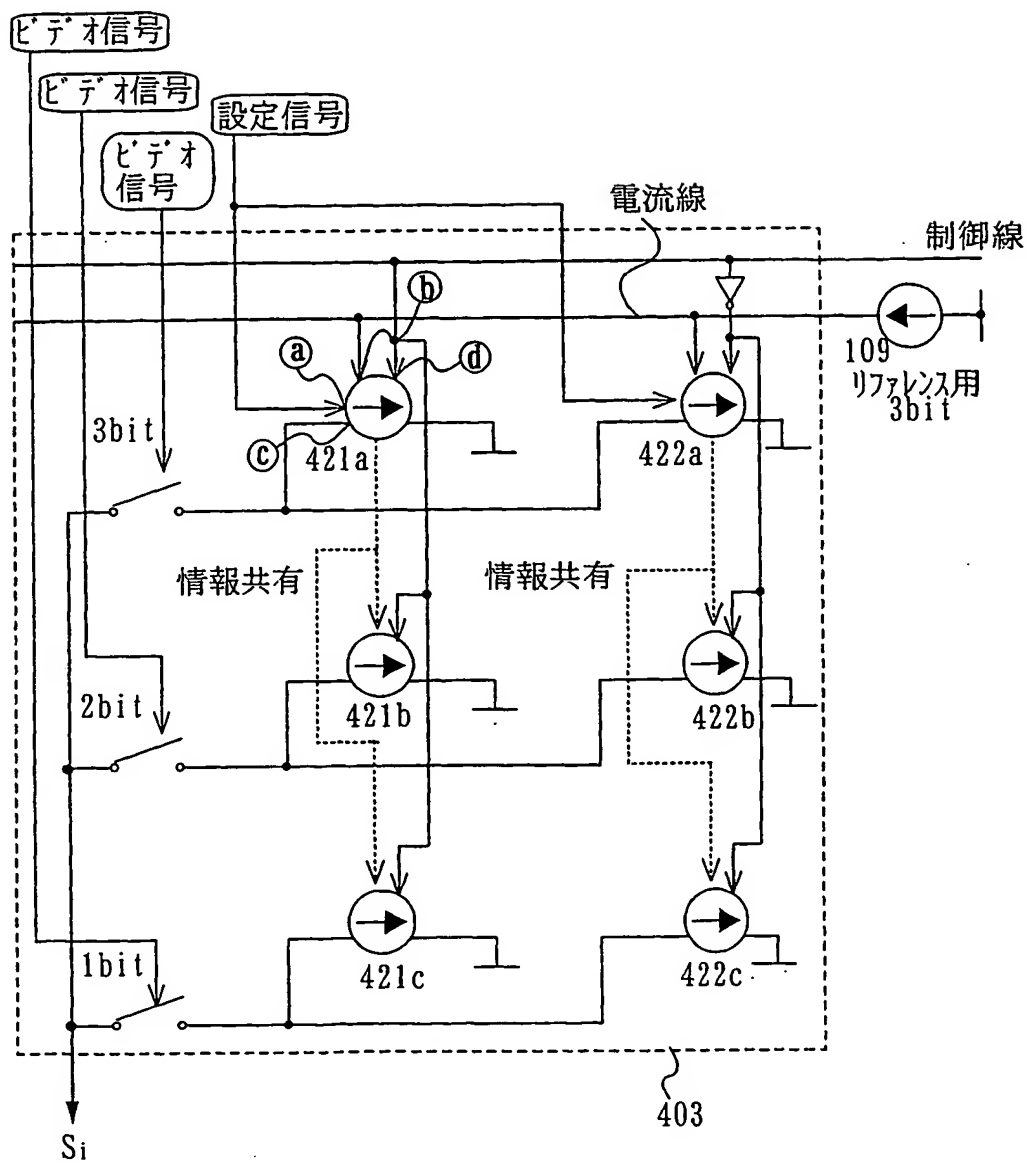 ビデオ信号
ビデオ信号
ビデオ
信号
設定信号
電流線
制御線
ⓑ
ⓐ
ⓓ
109
リファレンス用
3bit
3bit
ⓒ
421a
422a
情報共有
情報共有
2bit
421b
422b
1bit
421c
422c
403
Si